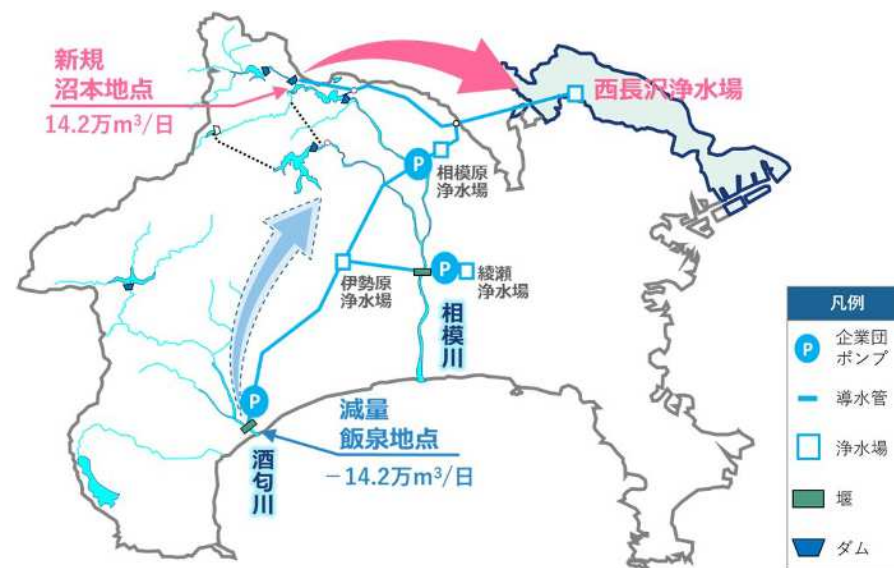 新規
沼本地点
14.2万m³/日
西長沢浄水場
P
相模原
浄水場
伊勢原
浄水場
P
綾瀬
浄水場
相模川
P
減量
飯泉地点
－14.2万m³/日
酒匂川
凡例
P
企業団
ポンプ
導水管
浄水場
堰
ダム